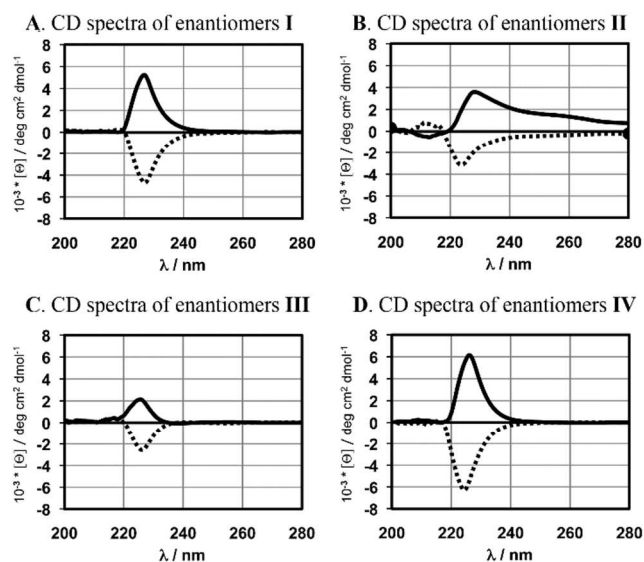 A. CD spectra of enantiomers I
B. CD spectra of enantiomers II
10⁻³ * [Θ] / deg cm² dmol⁻¹
8
6
4
2
0
-2
-4
-6
-8
200 220 240 260 280
λ / nm
10⁻³ * [Θ] / deg cm² dmol⁻¹
8
6
4
2
0
-2
-4
-6
-8
200 220 240 260 280
λ / nm
C. CD spectra of enantiomers III
D. CD spectra of enantiomers IV
10⁻³ * [Θ] / deg cm² dmol⁻¹
8
6
4
2
0
-2
-4
-6
-8
200 220 240 260 280
λ / nm
10⁻³ * [Θ] / deg cm² dmol⁻¹
8
6
4
2
0
-2
-4
-6
-8
200 220 240 260 280
λ / nm